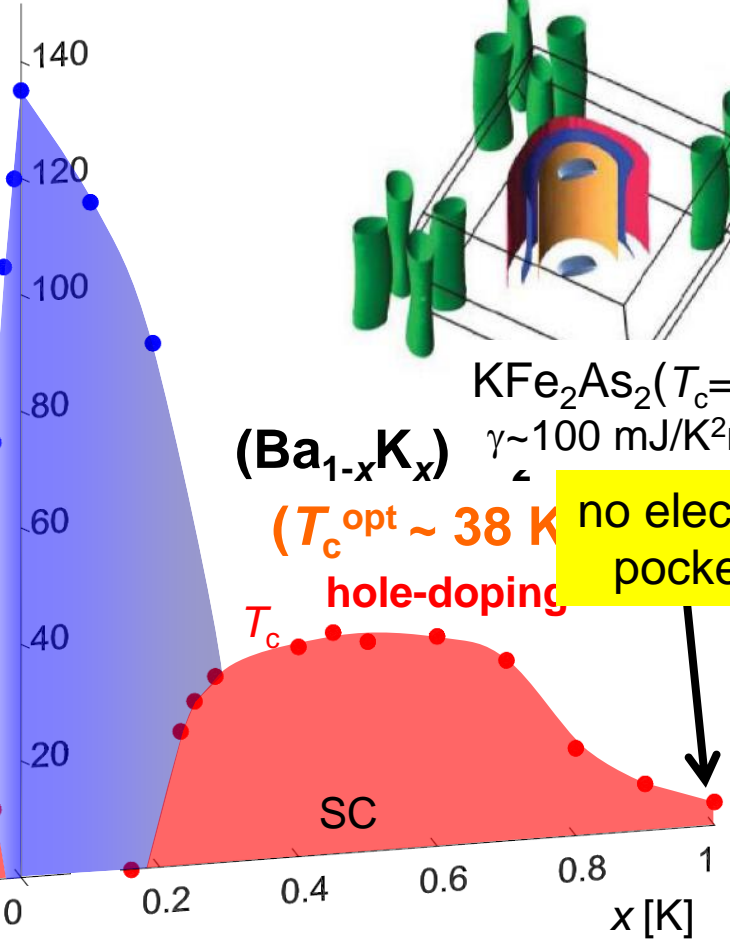 140
120
100
80
60
40
20
KFe₂As₂(Tc=
γ~100 mJ/K²
(Ba₁₋ₓKₓ)
(Tcᵒᵖᵗ ~ 38 K
no elec
pocke
hole-doping
Tc
SC
0
0.2
0.4
0.6
0.8
1
x [K]